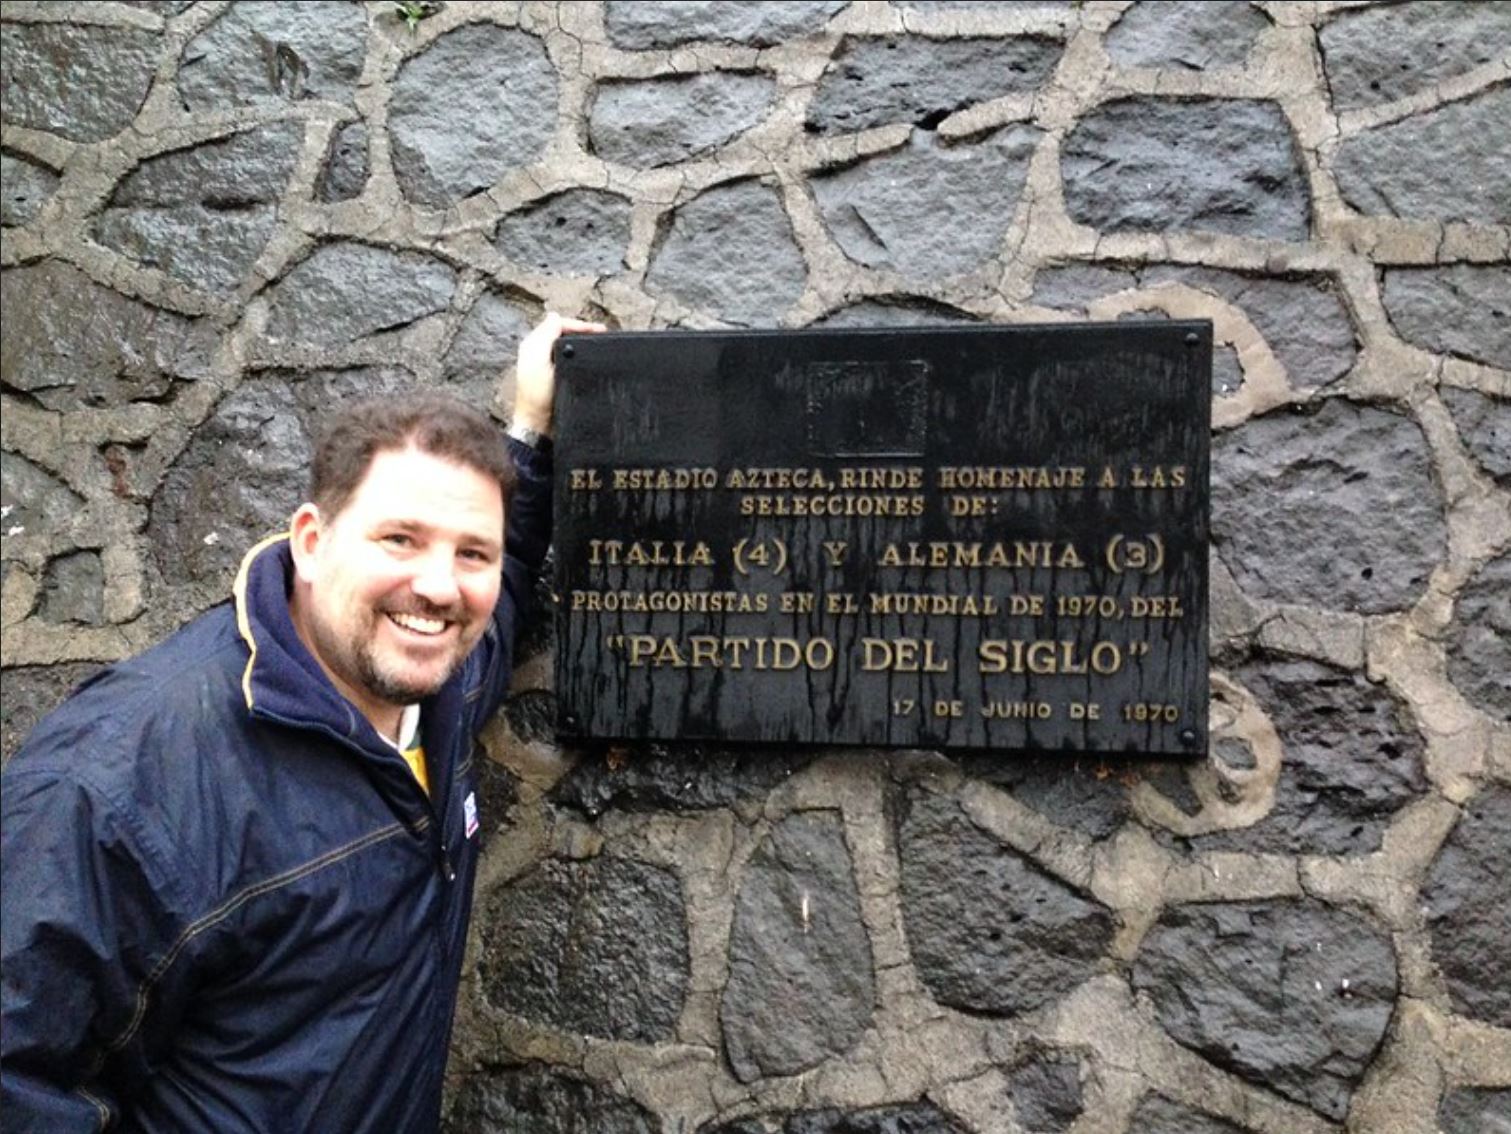 EL ESTADIO AZTECA, RINDE HOMENAJE A LAS
SELECCIONES DE:
ITALIA (4) Y ALEMANIA (3)
PROTAGONISTAS EN EL MUNDIAL DE 1970, DEL
"PARTIDO DEL SIGLO"
17 DE JUNIO DE 1970